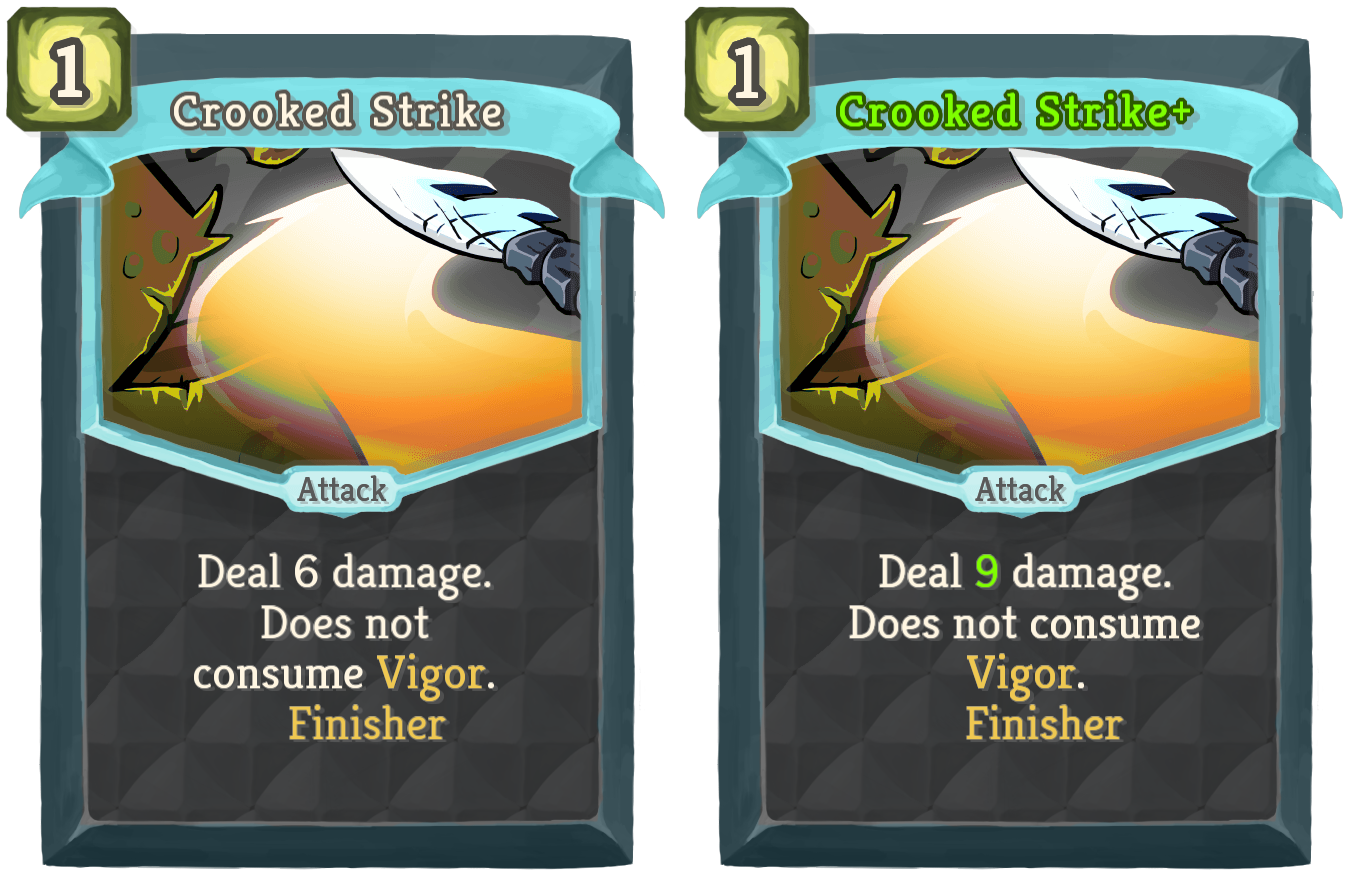 1
Crooked Strike
Attack
Deal 6 damage.
Does not
consume Vigor.
Finisher
1
Crooked Strike+
Attack
Deal 9 damage.
Does not consume
Vigor.
Finisher